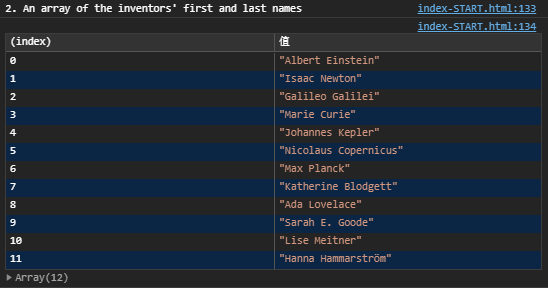 2. An array of the inventors' first and last names index-START.html:133
index-START.html:134
(index) 值
0 "Albert Einstein"
1 "Isaac Newton"
2 "Galileo Galilei"
3 "Marie Curie"
4 "Johannes Kepler"
5 "Nicolaus Copernicus"
6 "Max Planck"
7 "Katherine Blodgett"
8 "Ada Lovelace"
9 "Sarah E. Goode"
10 "Lise Meitner"
11 "Hanna Hammarström"
▶ Array(12)